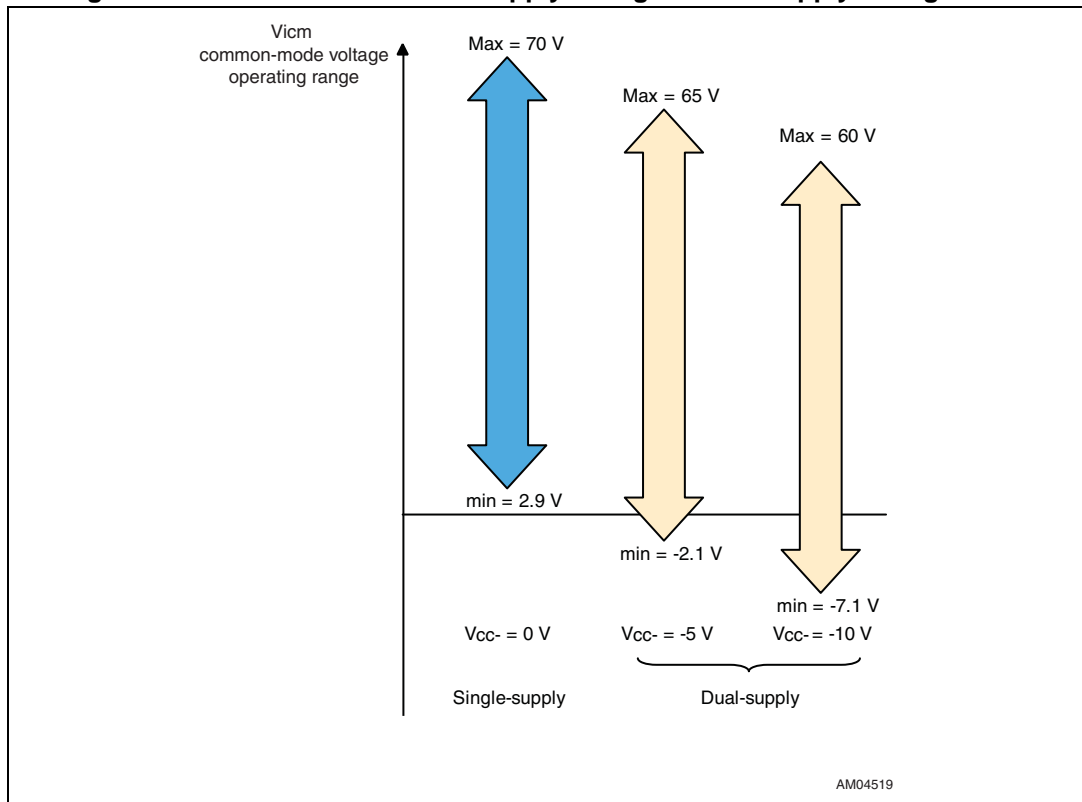 Vicm
common-mode voltage
operating range
Max = 70 V
Max = 65 V
Max = 60 V
min = 2.9 V
min = -2.1 V
min = -7.1 V
Vcc- = 0 V
Vcc- = -5 V
Vcc- = -10 V
Single-supply
Dual-supply
AM04519